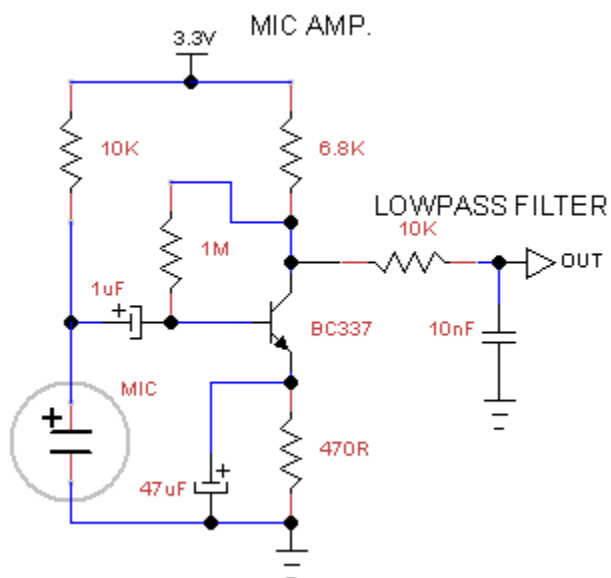 MIC AMP.
3.3V
10K
6.8K
LOWPASS FILTER
10K
1M
OUT
1uF
+
BC337
10nF
MIC
+
+
470R
47uF